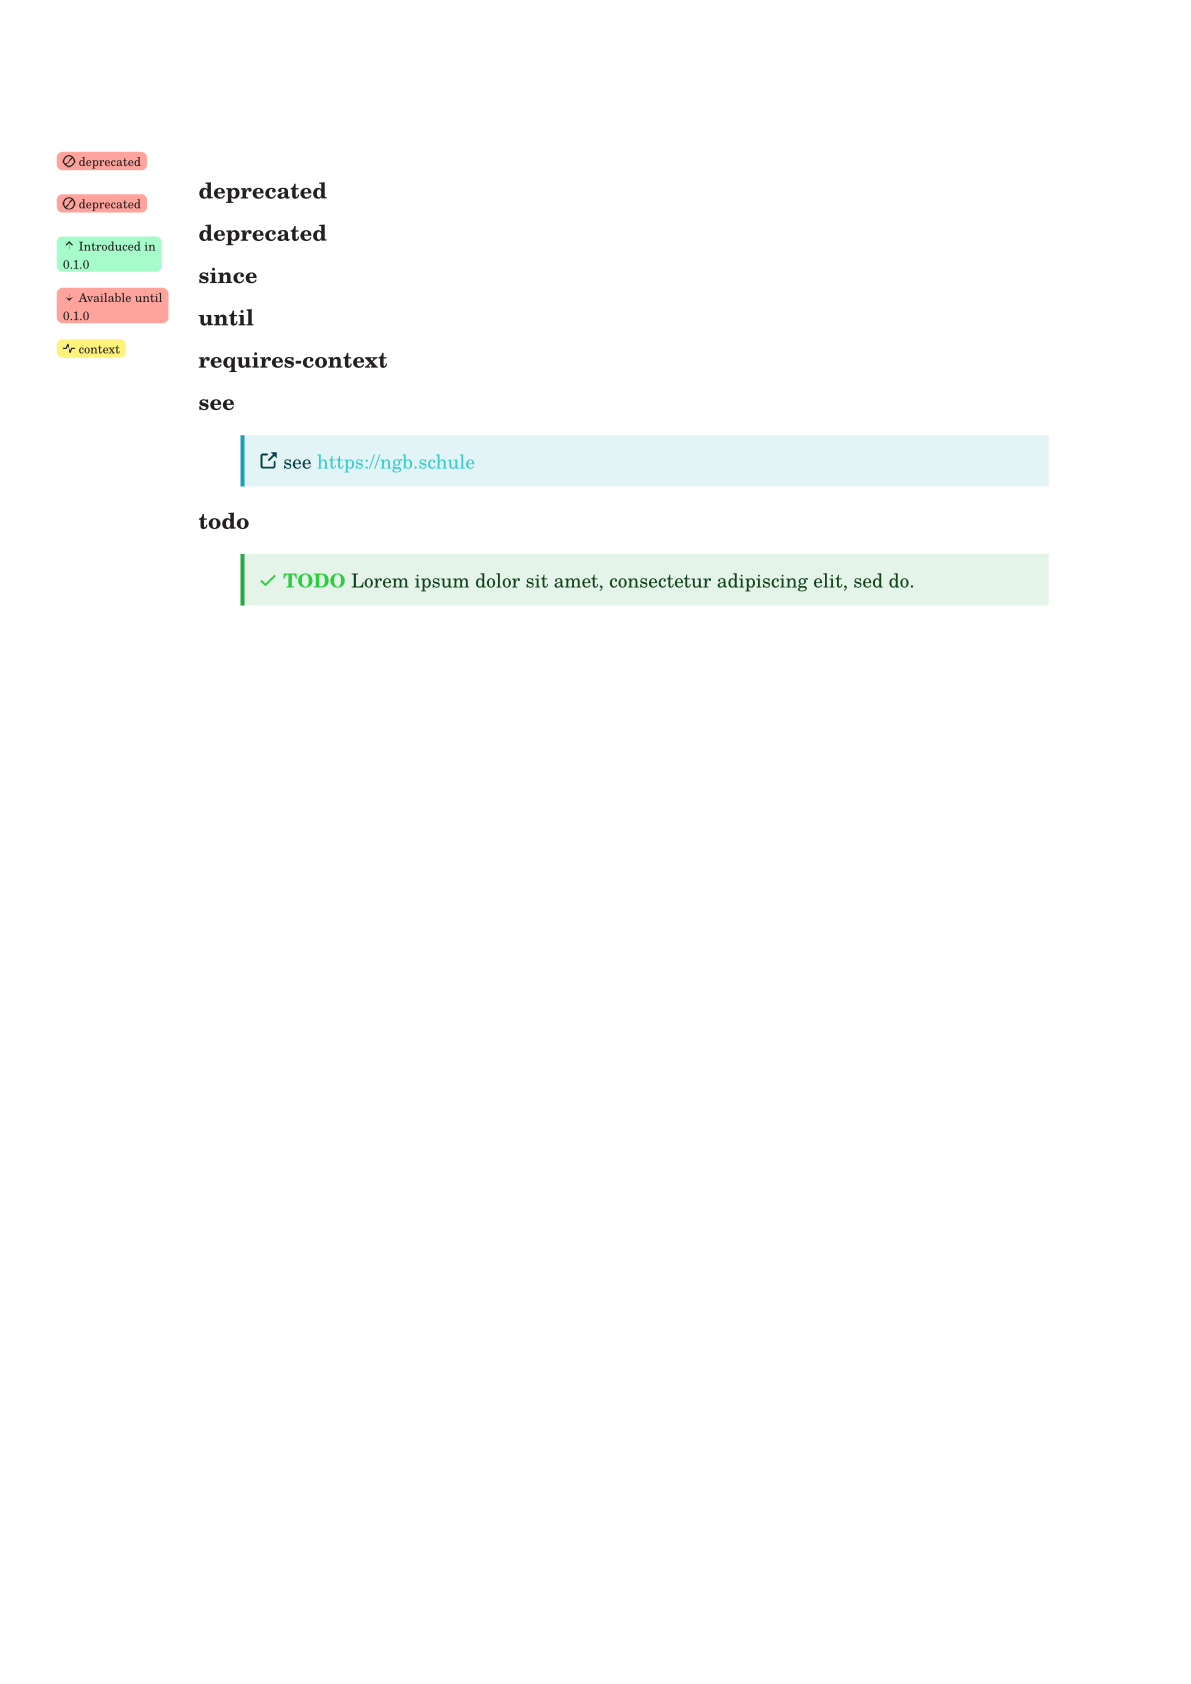 deprecated
deprecated
deprecated
deprecated
Introduced in
0.1.0
since
Available until
0.1.0
until
context
requires-context
see
see https://ngb.schule
todo
TODO Lorem ipsum dolor sit amet, consectetur adipiscing elit, sed do.